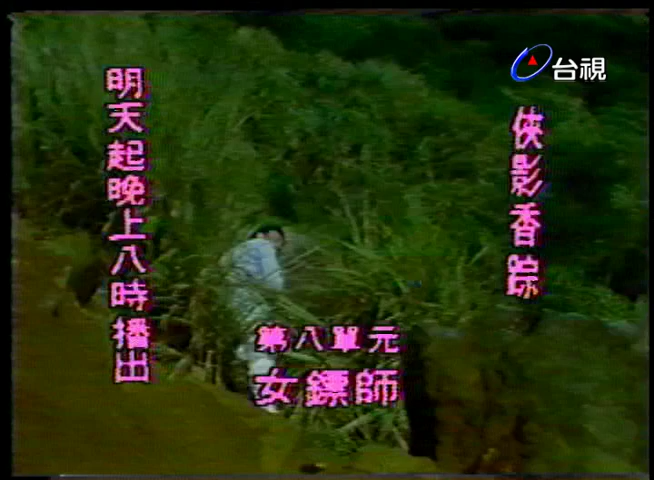 台視
俠影香踪
第八單元
女鏢師
明天起晚上八時播出